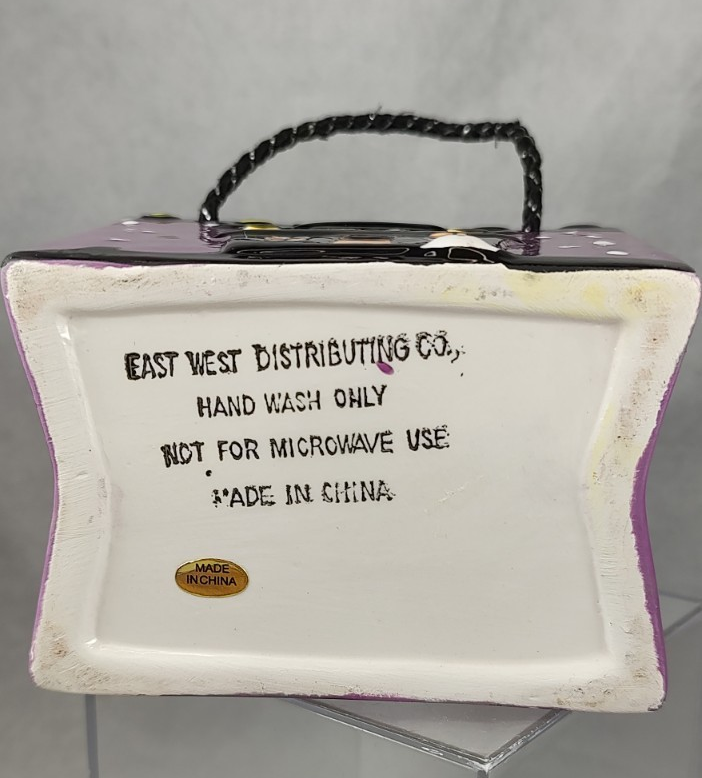 EAST WEST DISTRIBUTING CO.,
HAND WASH ONLY
NOT FOR MICROWAVE USE
MADE IN CHINA
MADE
IN CHINA